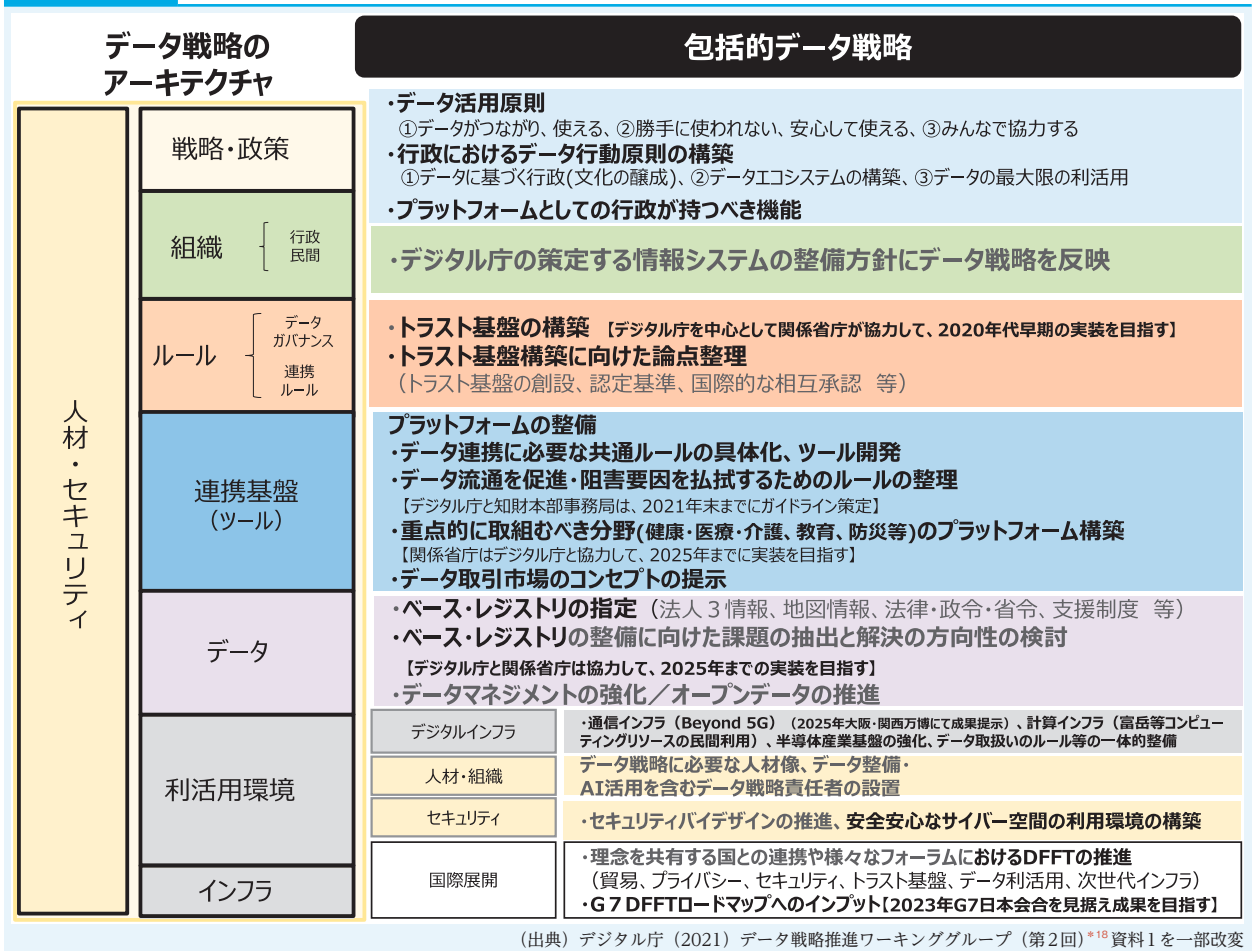 データ戦略の
アーキテクチャ
包括的データ戦略
人材・セキュリティ
戦略・政策
・データ活用原則
①データがつながり、使える、②勝手に使われない、安心して使える、③みんなで協力する
・行政におけるデータ行動原則の構築
①データに基づく行政(文化の醸成)、②データエコシステムの構築、③データの最大限の利活用
・プラットフォームとしての行政が持つべき機能
組織
行政
民間
・デジタル庁の策定する情報システムの整備方針にデータ戦略を反映
ルール
データ
ガバナンス
連携
ルール
・トラスト基盤の構築 【デジタル庁を中心として関係省庁が協力して、2020年代早期の実装を目指す】
・トラスト基盤構築に向けた論点整理
（トラスト基盤の創設、認定基準、国際的な相互承認 等）
連携基盤
（ツール）
プラットフォームの整備
・データ連携に必要な共通ルールの具体化、ツール開発
・データ流通を促進・阻害要因を払拭するためのルールの整理
【デジタル庁と知財本部事務局は、2021年末までにガイドライン策定】
・重点的に取組むべき分野(健康・医療・介護、教育、防災等)のプラットフォーム構築
【関係省庁はデジタル庁と協力して、2025年までに実装を目指す】
・データ取引市場のコンセプトの提示
データ
・ベース・レジストリの指定（法人３情報、地図情報、法律・政令・省令、支援制度 等）
・ベース・レジストリの整備に向けた課題の抽出と解決の方向性の検討
【デジタル庁と関係省庁は協力して、2025年までの実装を目指す】
・データマネジメントの強化／オープンデータの推進
利活用環境
デジタルインフラ
・通信インフラ（Beyond 5G）（2025年大阪・関西万博にて成果提示）、計算インフラ（富岳等コンピュー
ティングリソースの民間利用）、半導体産業基盤の強化、データ取扱いのルール等の一体的整備
人材・組織
データ戦略に必要な人材像、データ整備・
AI活用を含むデータ戦略責任者の設置
セキュリティ
・セキュリティバイデザインの推進、安全安心なサイバー空間の利用環境の構築
インフラ
国際展開
・理念を共有する国との連携や様々なフォーラムにおけるDFFTの推進
（貿易、プライバシー、セキュリティ、トラスト基盤、データ利活用、次世代インフラ）
・G７DFFTロードマップへのインプット【2023年G7日本会合を見据え成果を目指す】
（出典）デジタル庁（2021）データ戦略推進ワーキンググループ（第２回）*18資料１を一部改変